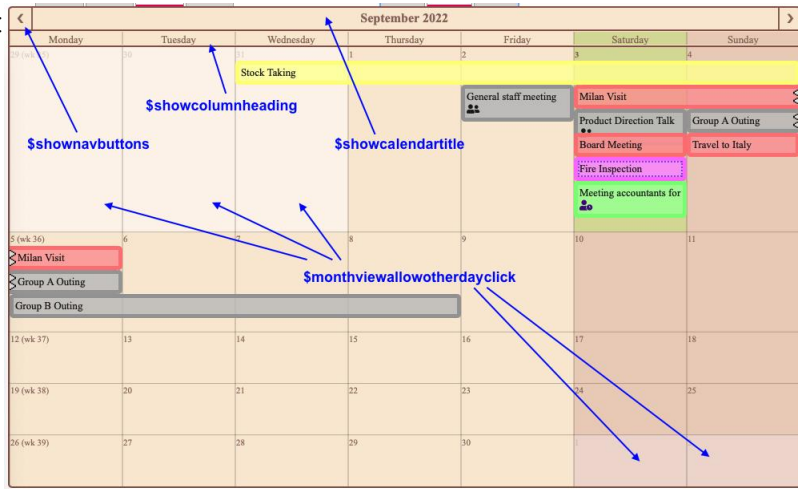 September 2022
Monday Tuesday Wednesday Thursday Friday Saturday Sunday
30 31 1 2 3 4
Stock Taking
General staff meeting Milan Visit
$showcolumnheading
Product Direction Talk Group A Outing
$shownavbuttons $showcalendartitle
Board Meeting Travel to Italy
Fire Inspection
Meeting accountants for
5 (wk 36) 6 7 8 9 10 11
Milan Visit
$monthviewallowotherdayclick
Group A Outing
Group B Outing
12 (wk 37) 13 14 15 16 17 18
19 (wk 38) 20 21 22 23 24 25
26 (wk 39) 27 28 29 30 1